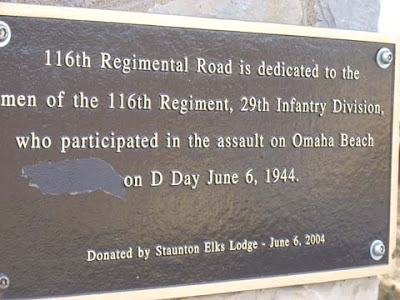 116th Regimental Road is dedicated to the
men of the 116th Regiment, 29th Infantry Division,
who participated in the assault on Omaha Beach
on D Day June 6, 1944.
Donated by Staunton Elks Lodge - June 6, 2004